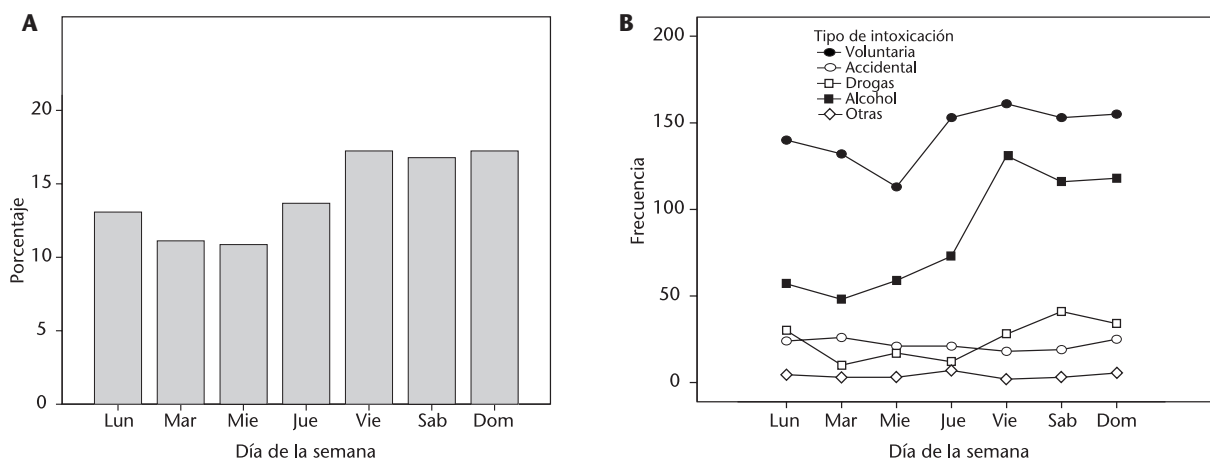 A
Porcentaje
20
15
10
5
0
Lun Mar Mie Jue Vie Sab Dom
Día de la semana
B
Frecuencia
200
150
100
50
0
Tipo de intoxicación
Voluntaria
Accidental
Drogas
Alcohol
Otras
Lun Mar Mie Jue Vie Sab Dom
Día de la semana